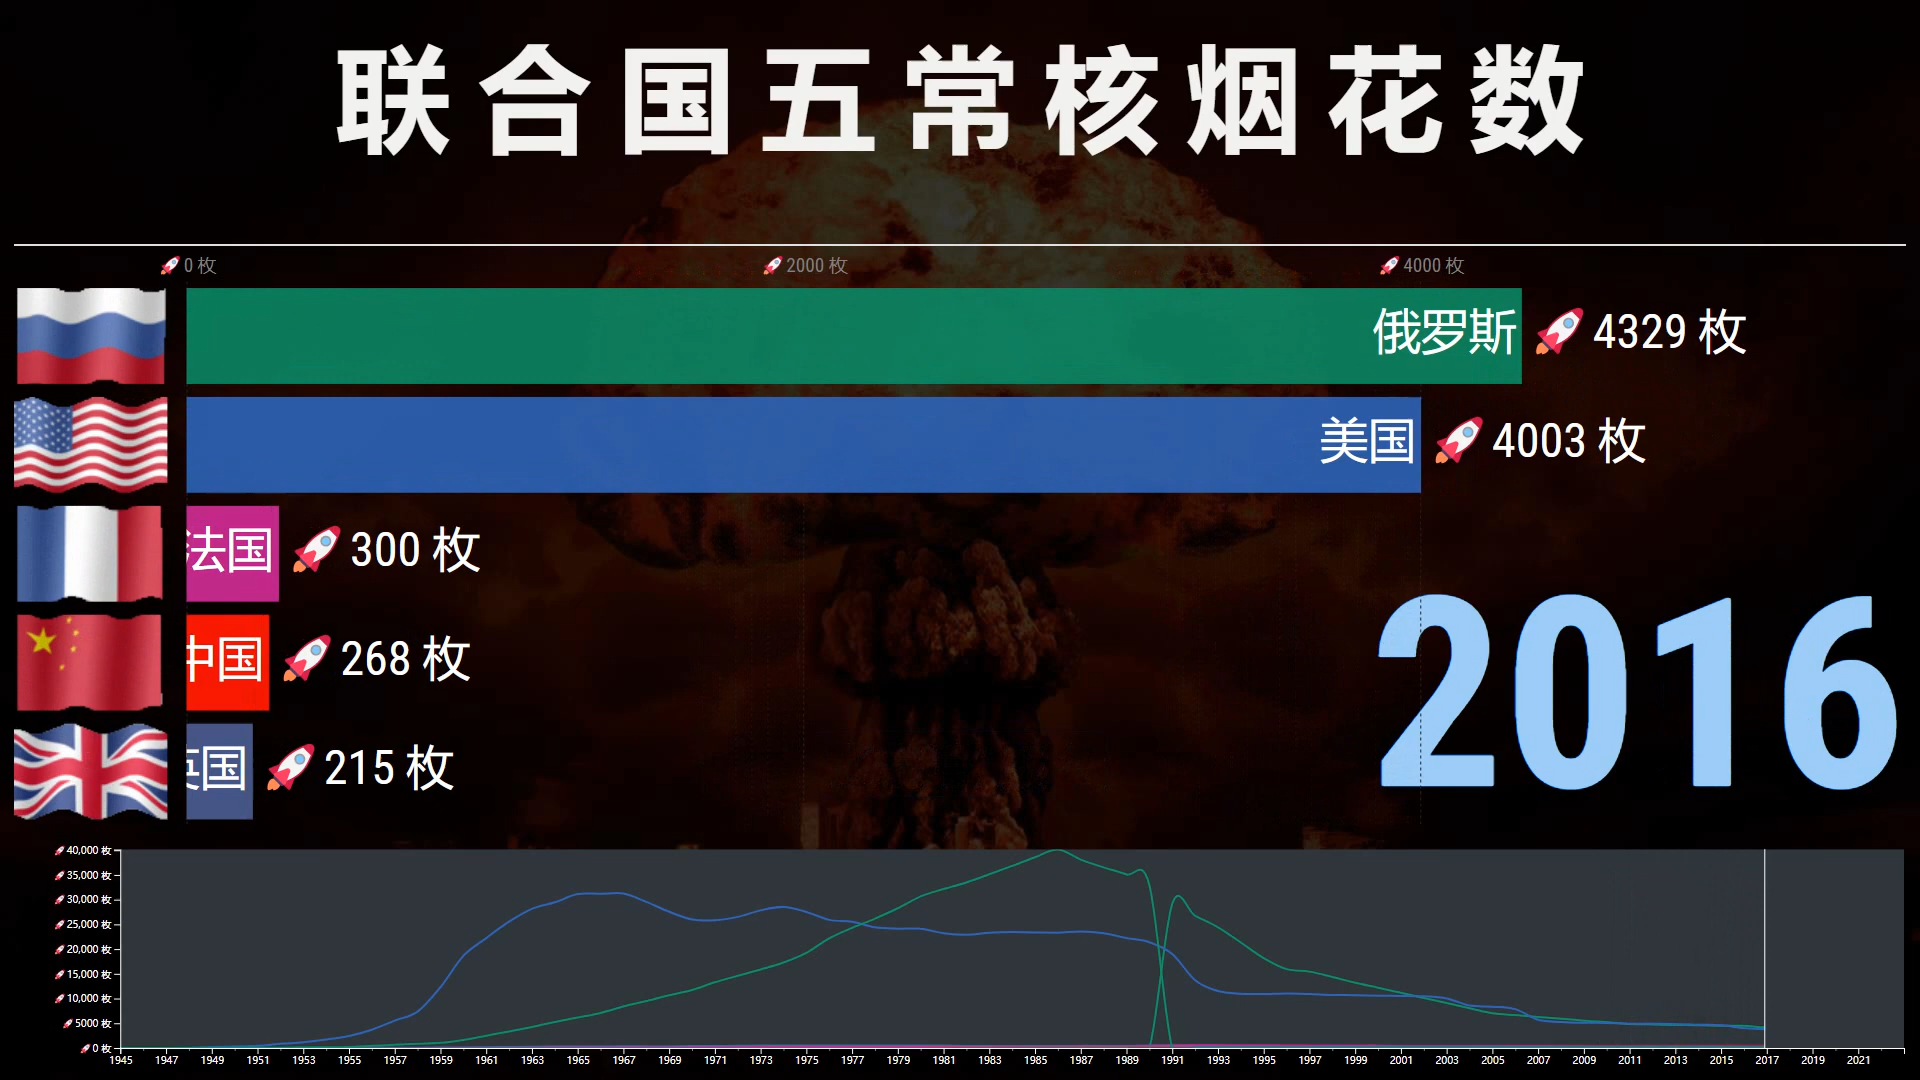 联合国五常核烟花数
0 枚 2000 枚 4000 枚
俄罗斯 4329 枚
美国 4003 枚
法国 300 枚
中国 268 枚
英国 215 枚
2016
40,000 枚
35,000 枚
30,000 枚
25,000 枚
20,000 枚
15,000 枚
10,000 枚
5000 枚
0 枚
1945 1947 1949 1951 1953 1955 1957 1959 1961 1963 1965 1967 1969 1971 1973 1975 1977 1979 1981 1983 1985 1987 1989 1991 1993 1995 1997 1999 2001 2003 2005 2007 2009 2011 2013 2015 2017 2019 2021